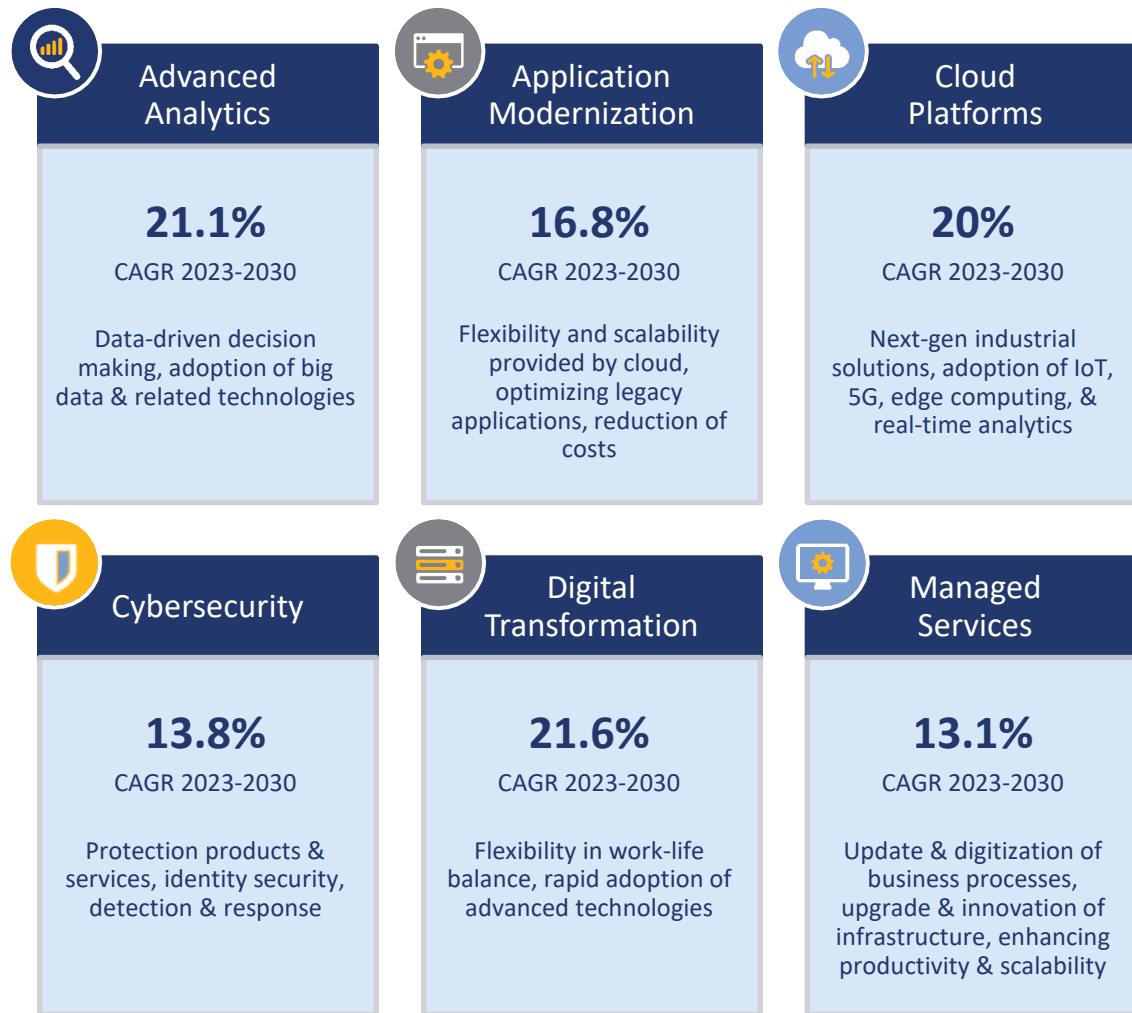 Advanced
Analytics
21.1%
CAGR 2023-2030
Data-driven decision
making, adoption of big
data & related technologies
Application
Modernization
16.8%
CAGR 2023-2030
Flexibility and scalability
provided by cloud,
optimizing legacy
applications, reduction of
costs
Cloud
Platforms
20%
CAGR 2023-2030
Next-gen industrial
solutions, adoption of IoT,
5G, edge computing, &
real-time analytics
Cybersecurity
13.8%
CAGR 2023-2030
Protection products &
services, identity security,
detection & response
Digital
Transformation
21.6%
CAGR 2023-2030
Flexibility in work-life
balance, rapid adoption of
advanced technologies
Managed
Services
13.1%
CAGR 2023-2030
Update & digitization of
business processes,
upgrade & innovation of
infrastructure, enhancing
productivity & scalability